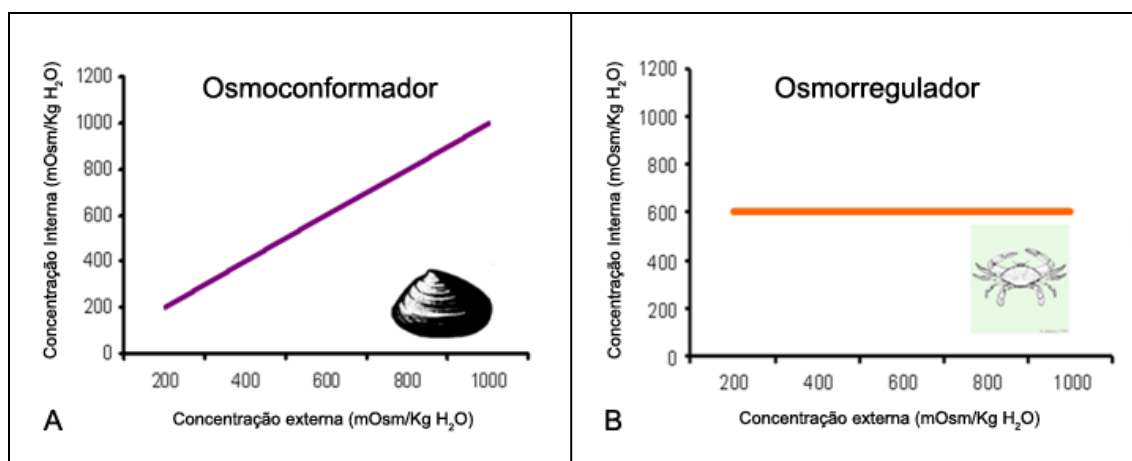 Osmoconformador
Concentração Interna (mOsm/Kg H₂O)
1200
1000
800
600
400
200
0
200 400 600 800 1000
Concentração externa (mOsm/Kg H₂O)
A
Osmorregulador
Concentração Interna (mOsm/Kg H₂O)
1200
1000
800
600
400
200
0
200 400 600 800 1000
Concentração externa (mOsm/Kg H₂O)
B